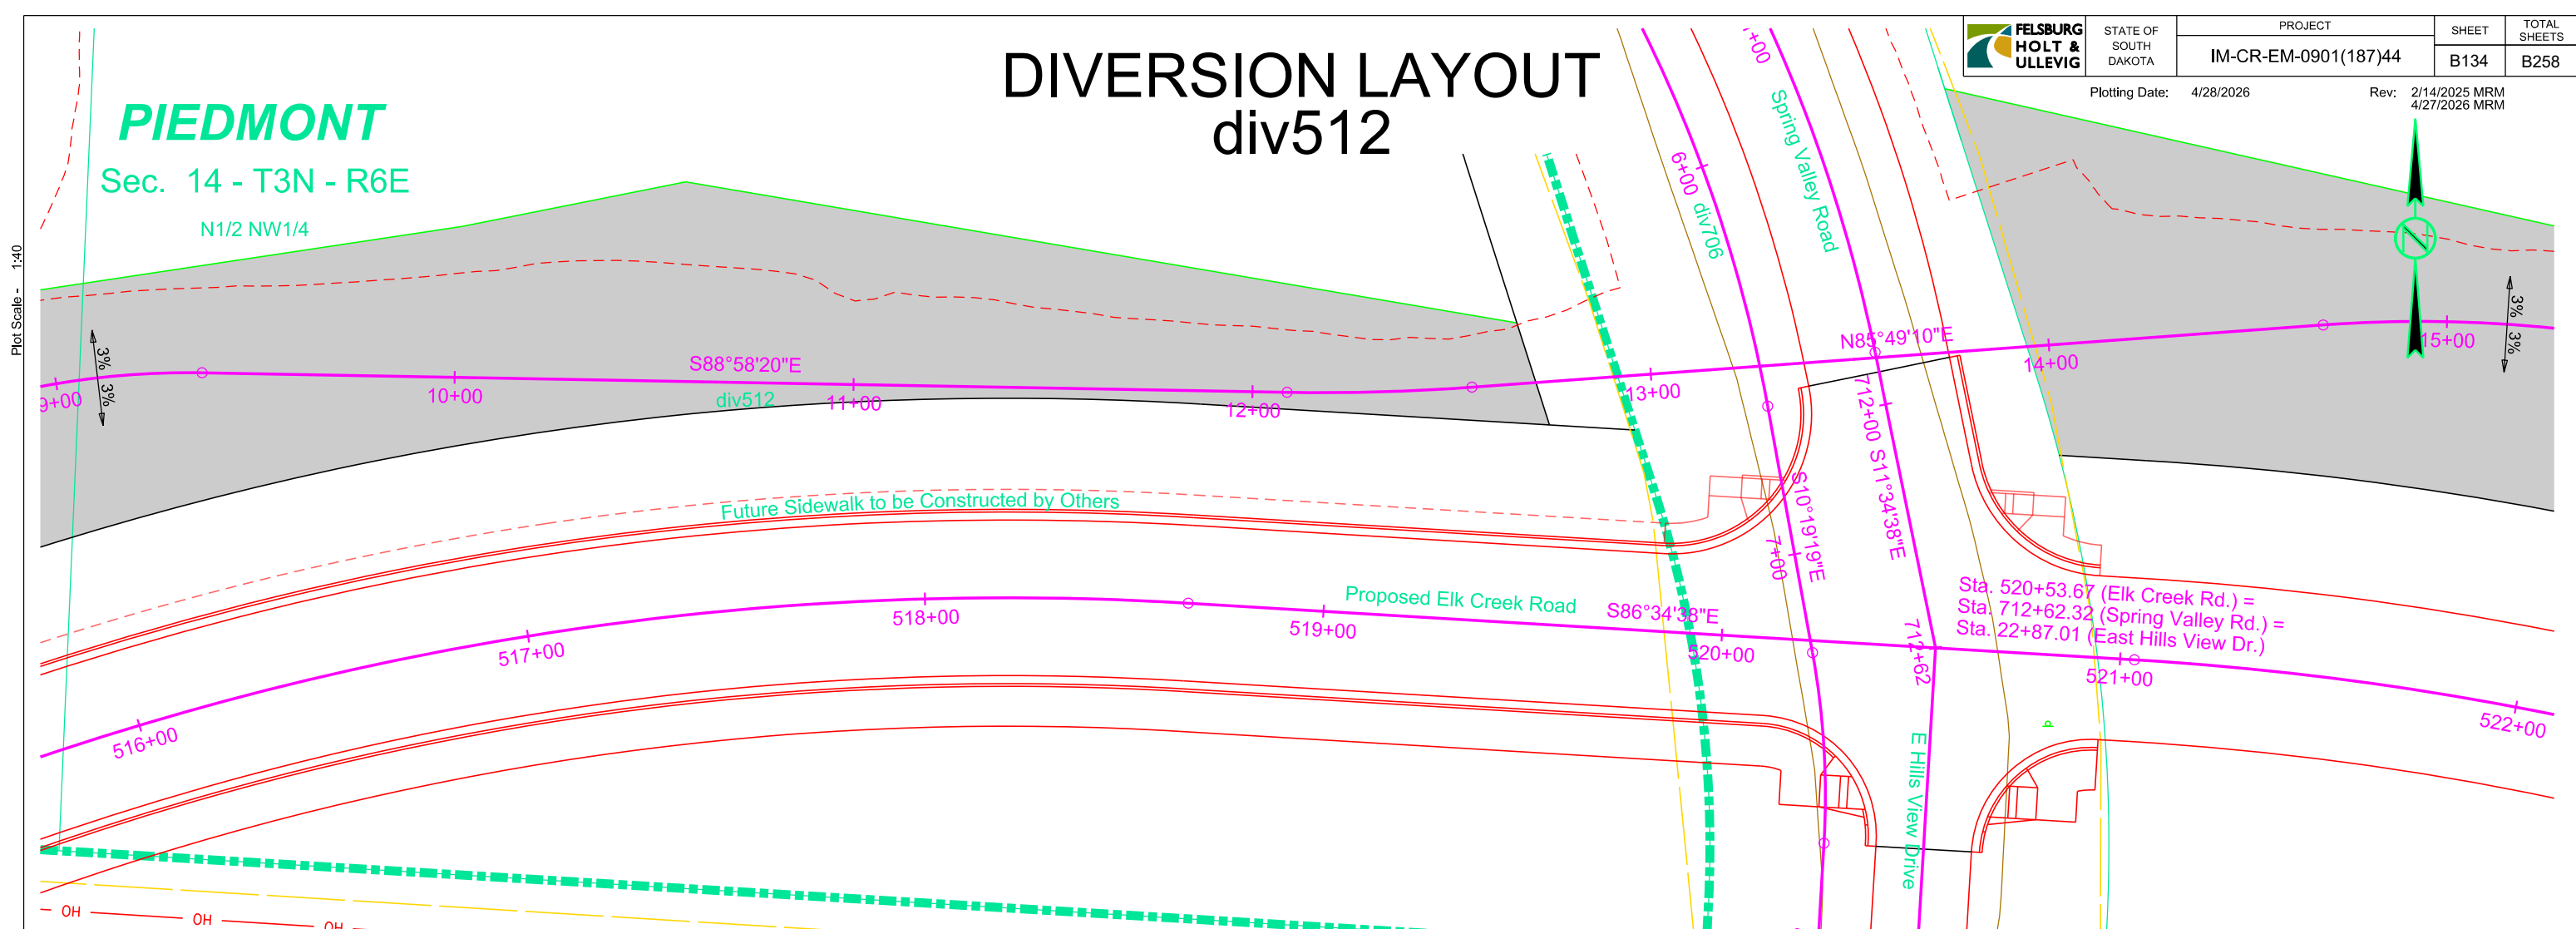 DIVERSION LAYOUT
div512
FELSBURG
HOLT &
ULLEVIG
STATE OF
SOUTH
DAKOTA
PROJECT
IM-CR-EM-0901(187)44
SHEET
B134
TOTAL
SHEETS
B258
Plotting Date: 4/28/2026
Rev: 2/14/2025 MRM
4/27/2026 MRM
Plot Scale - 1:40
PIEDMONT
Sec. 14 - T3N - R6E
N1/2 NW1/4
N
3% 3%
3% 3%
9+00
10+00
S88°58'20"E
div512
11+00
12+00
13+00
N85°49'10"E
14+00
15+00
6+00
div706
7+00
S10°19'19"E
Spring Valley Road
712+00
S11°34'38"E
712+62
E Hills View Drive
Future Sidewalk to be Constructed by Others
Proposed Elk Creek Road
S86°34'38"E
516+00
517+00
518+00
519+00
520+00
521+00
522+00
Sta. 520+53.67 (Elk Creek Rd.) =
Sta. 712+62.32 (Spring Valley Rd.) =
Sta. 22+87.01 (East Hills View Dr.)
OH
OH
OH